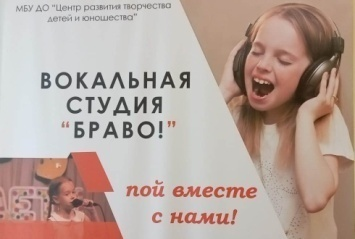 МБУ ДО "Центр развития творчества
детей и юношества"
ВОКАЛЬНАЯ
СТУДИЯ
"БРАВО!"
пой вместе
с нами!